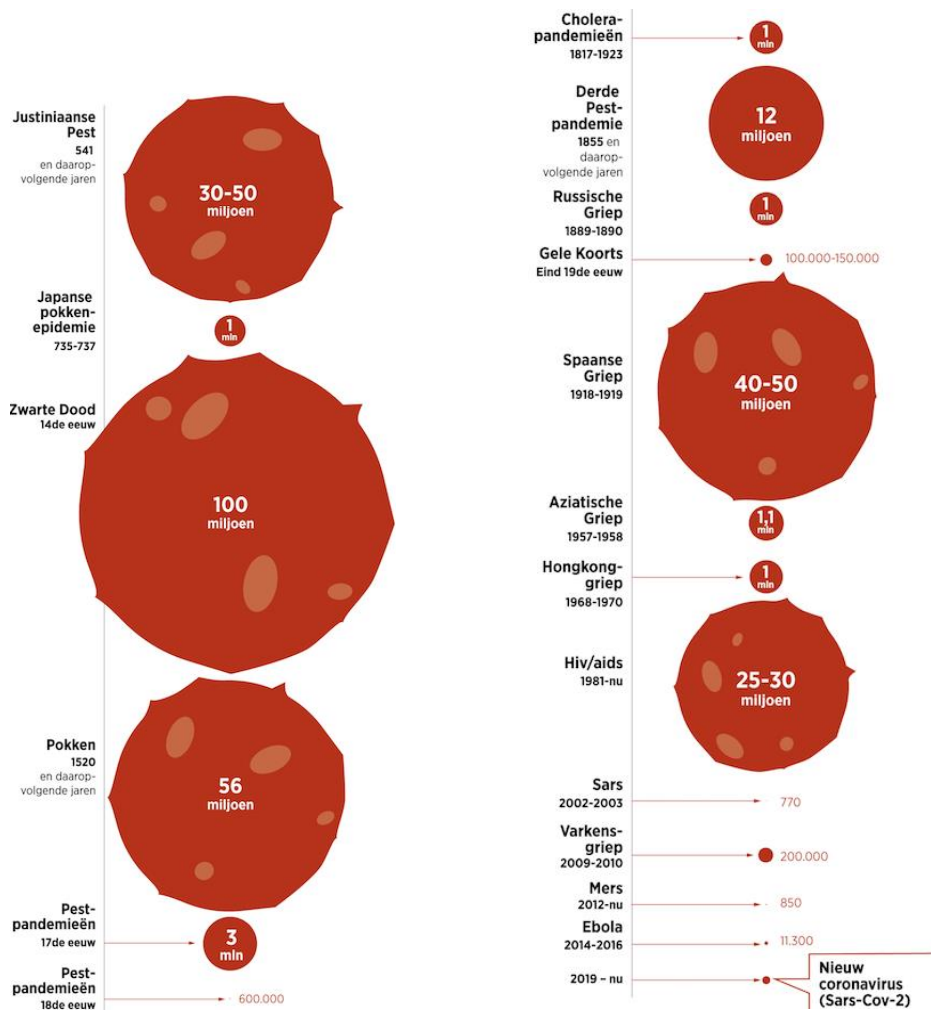 Justiniaanse
Pest
541
en daarop-
volgende jaren
30-50
miljoen
Japanse
pokken-
epidemie
735-737
1
min
Zwarte Dood
14de eeuw
100
miljoen
Pokken
1520
en daarop-
volgende jaren
56
miljoen
Pest-
pandemieën
17de eeuw
3
min
Pest-
pandemieën
18de eeuw
600.000
Cholera-
pandemieën
1817-1923
1
min
Derde
Pest-
pandemie
1855 en
daarop-
volgende jaren
12
miljoen
Russische
Griep
1889-1890
1
min
Gele Koorts
Eind 19de eeuw
100.000-150.000
Spaanse
Griep
1918-1919
40-50
miljoen
Aziatische
Griep
1957-1958
1,1
min
Hongkong-
griep
1968-1970
1
min
Hiv/aids
1981-nu
25-30
miljoen
Sars
2002-2003
770
Varkens-
griep
2009-2010
200.000
Mers
2012-nu
850
Ebola
2014-2016
11.300
2019 – nu
Nieuw
coronavirus
(Sars-Cov-2)